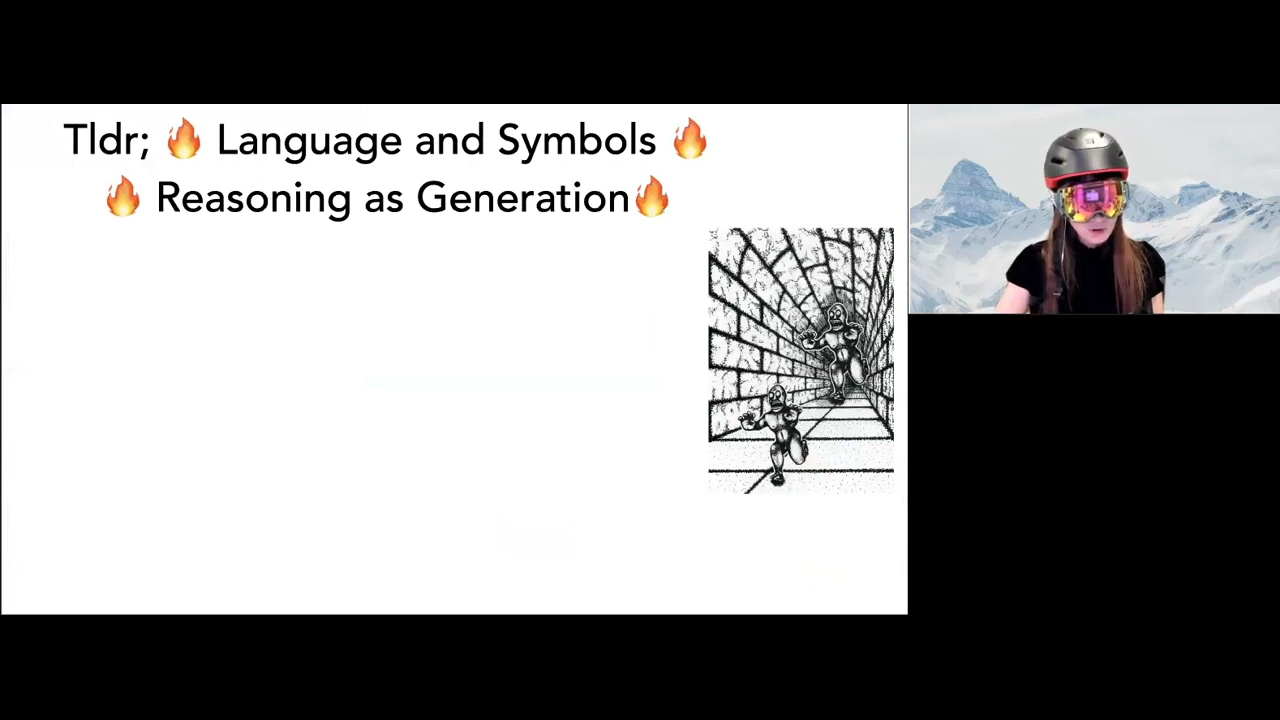 Tldr; 🔥 Language and Symbols 🔥
🔥 Reasoning as Generation🔥